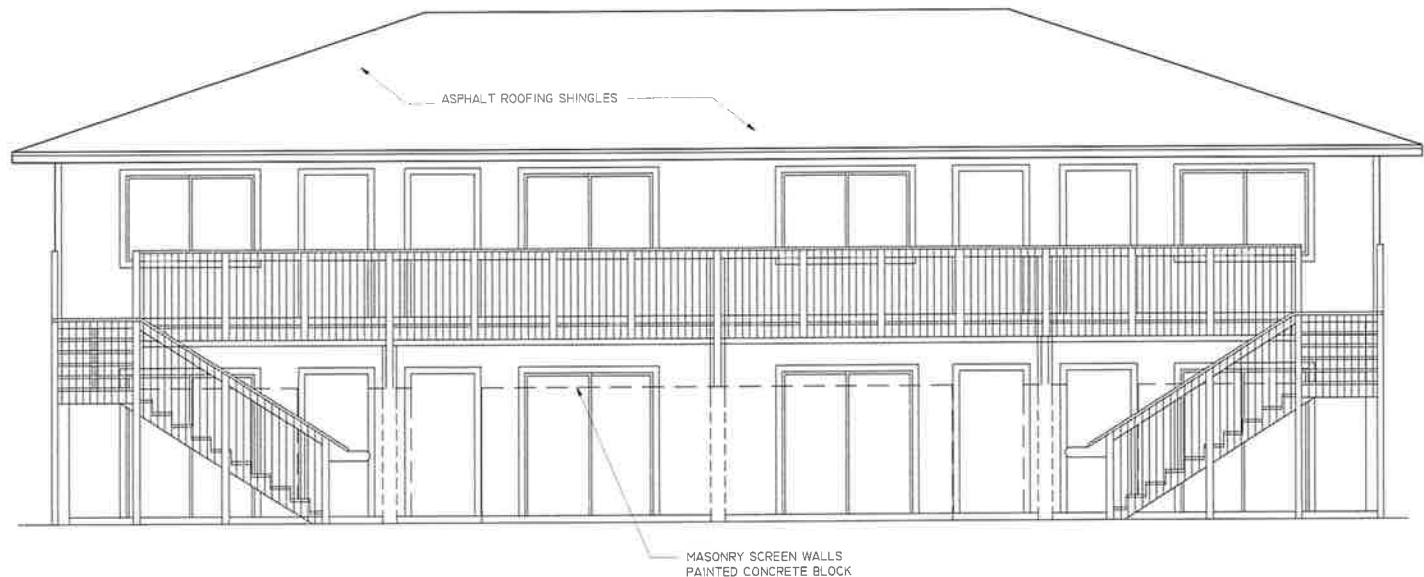 ASPHALT ROOFING SHINGLES
MASONRY SCREEN WALLS
PAINTED CONCRETE BLOCK